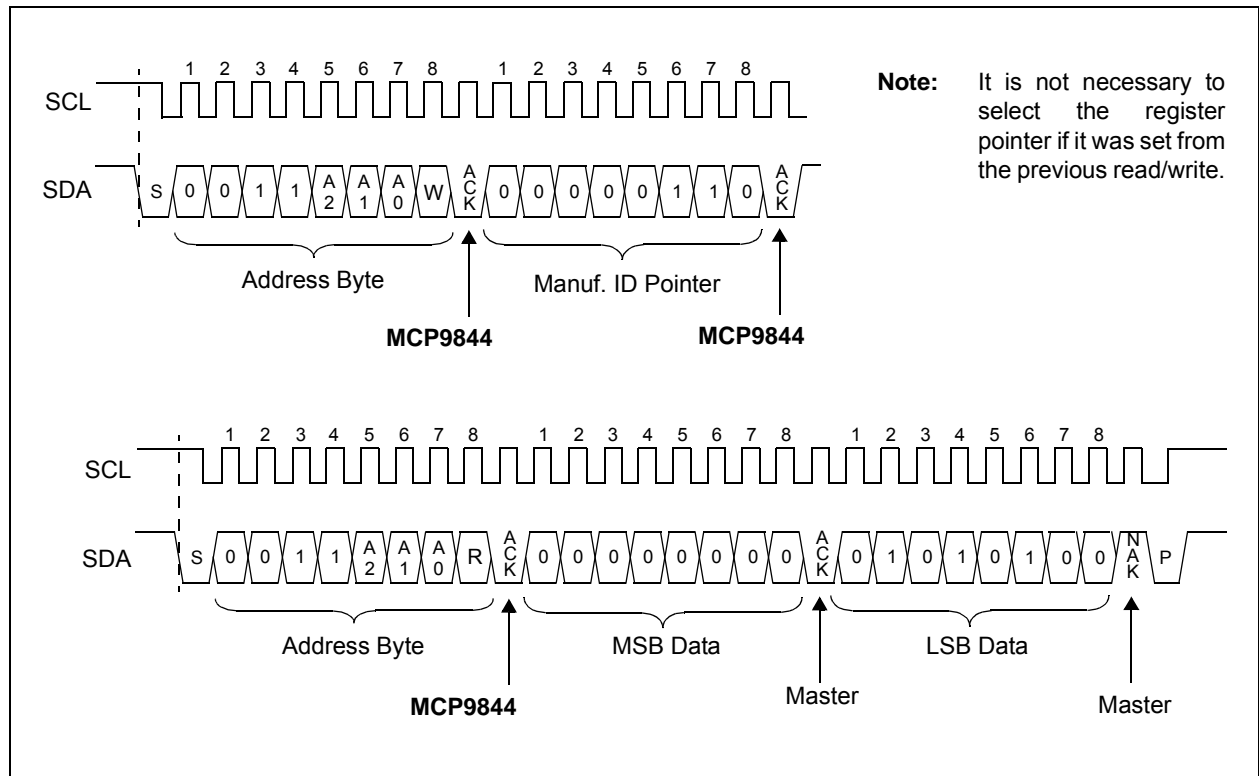 1 2 3 4 5 6 7 8 1 2 3 4 5 6 7 8
SCL
SDA
S 0 0 1 1 A2 A1 A0 W ACK 0 0 0 0 0 1 1 0 ACK
Address Byte
Manuf. ID Pointer
MCP9844
MCP9844
Note: It is not necessary to
select the register
pointer if it was set from
the previous read/write.
1 2 3 4 5 6 7 8 1 2 3 4 5 6 7 8 1 2 3 4 5 6 7 8
SCL
SDA
S 0 0 1 1 A2 A1 A0 R ACK 0 0 0 0 0 0 0 0 ACK 0 1 0 1 0 1 0 0 NAK P
Address Byte
MSB Data
LSB Data
MCP9844
Master
Master